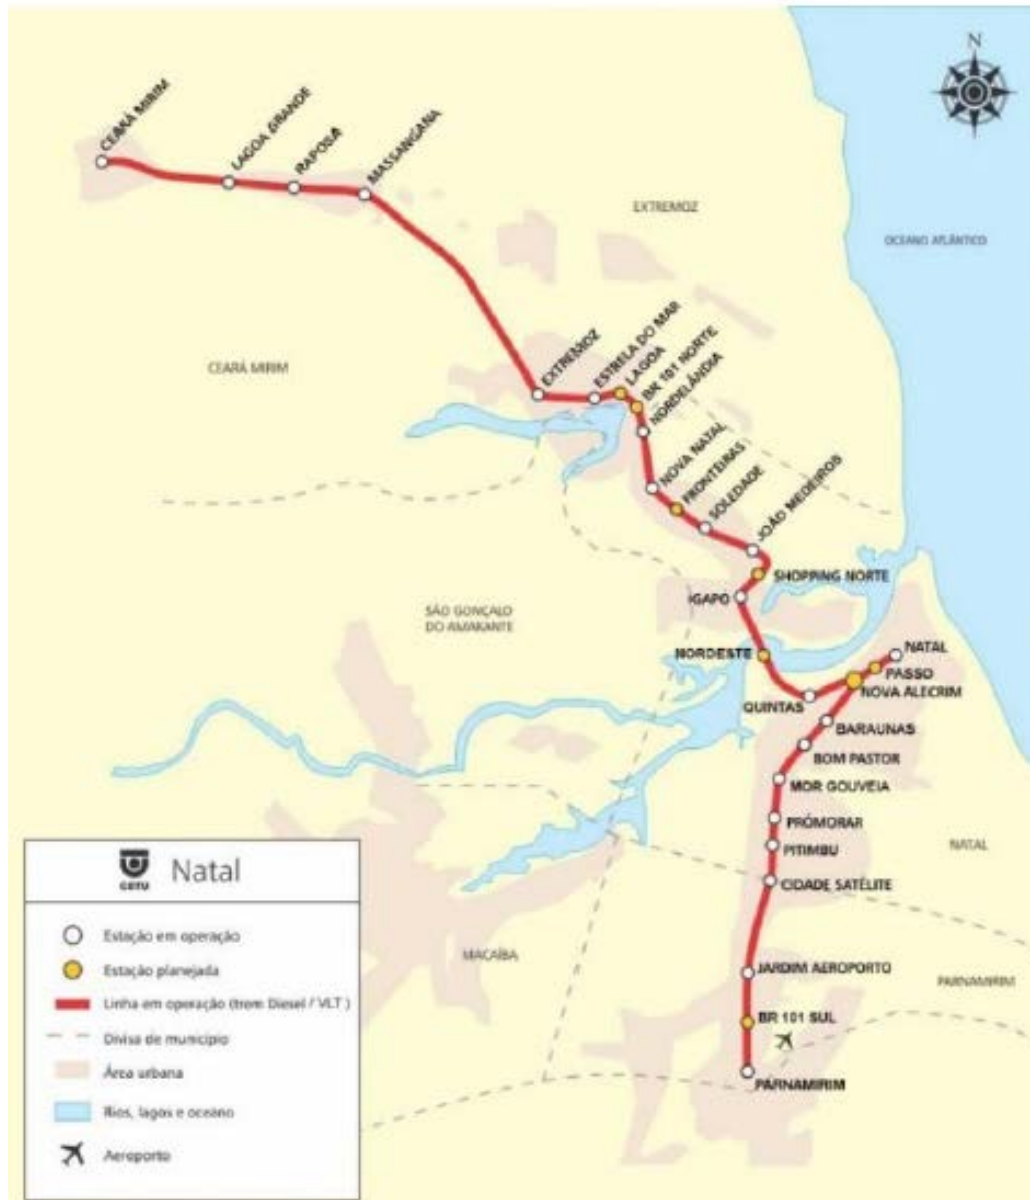 N
CEARÁ MIRIM
LAGOA GRANDE
RAPOSA
MASSANGANA
EXTREMOZ
OCEANO ATLÂNTICO
CEARÁ MIRIM
EXTREMOZ
ESTRELA DO MAR
LAGOA
BR 101 NORTE
NORDELÂNDIA
NOVA NATAL
FRONTEIRAS
SOLEDADE
JOÃO MEDEIROS
SHOPPING NORTE
IGAPÓ
SÃO GONÇALO
DO AMARANTE
NORDESTE
NATAL
PASSO
NOVA ALECRIM
QUINTAS
BARAUNAS
BOM PASTOR
MOR GOUVEIA
PRÓMORAR
PITIMBU
NATAL
CIDADE SATÉLITE
MACAÍBA
JARDIM AEROPORTO
PARNAMIRIM
BR 101 SUL
PARNAMIRIM
CBTU
Natal
Estação em operação
Estação planejada
Linha em operação (trem Diesel / VLT )
Divisa de município
Área urbana
Rios, lagos e oceano
Aeroporto